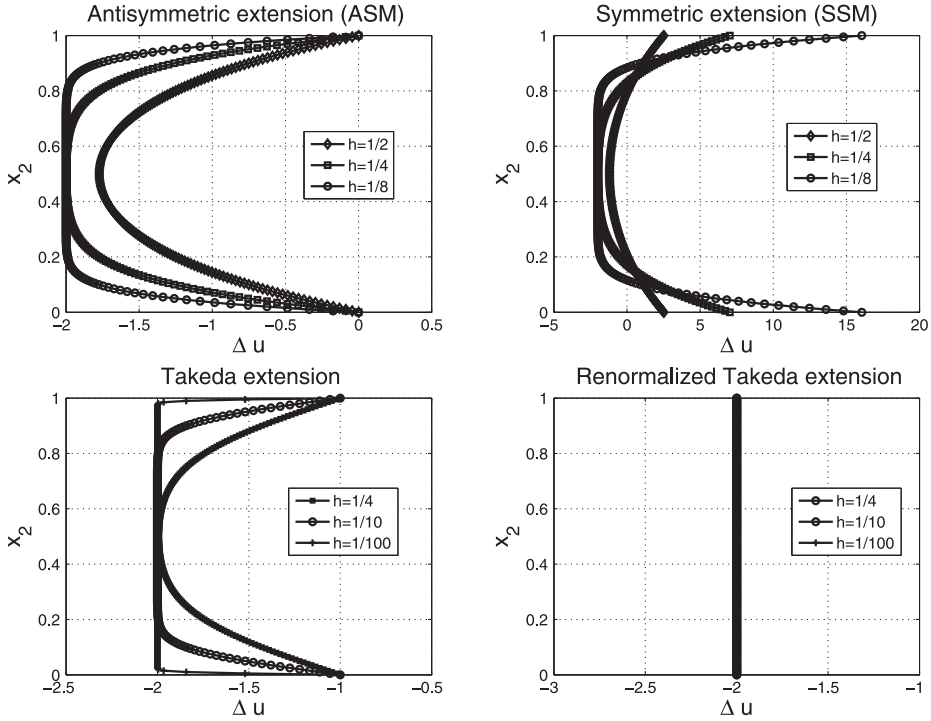 Antisymmetric extension (ASM)
1
0.8
0.6
0.4
0.2
0
x2
h=1/2
h=1/4
h=1/8
−2 −1.5 −1 −0.5 0 0.5
Δ u
Symmetric extension (SSM)
1
0.8
0.6
0.4
0.2
0
x2
h=1/2
h=1/4
h=1/8
−5 0 5 10 15 20
Δ u
Takeda extension
1
0.8
0.6
0.4
0.2
0
x2
h=1/4
h=1/10
h=1/100
−2.5 −2 −1.5 −1 −0.5
Δ u
Renormalized Takeda extension
1
0.8
0.6
0.4
0.2
0
x2
h=1/4
h=1/10
h=1/100
−3 −2.5 −2 −1.5 −1
Δ u